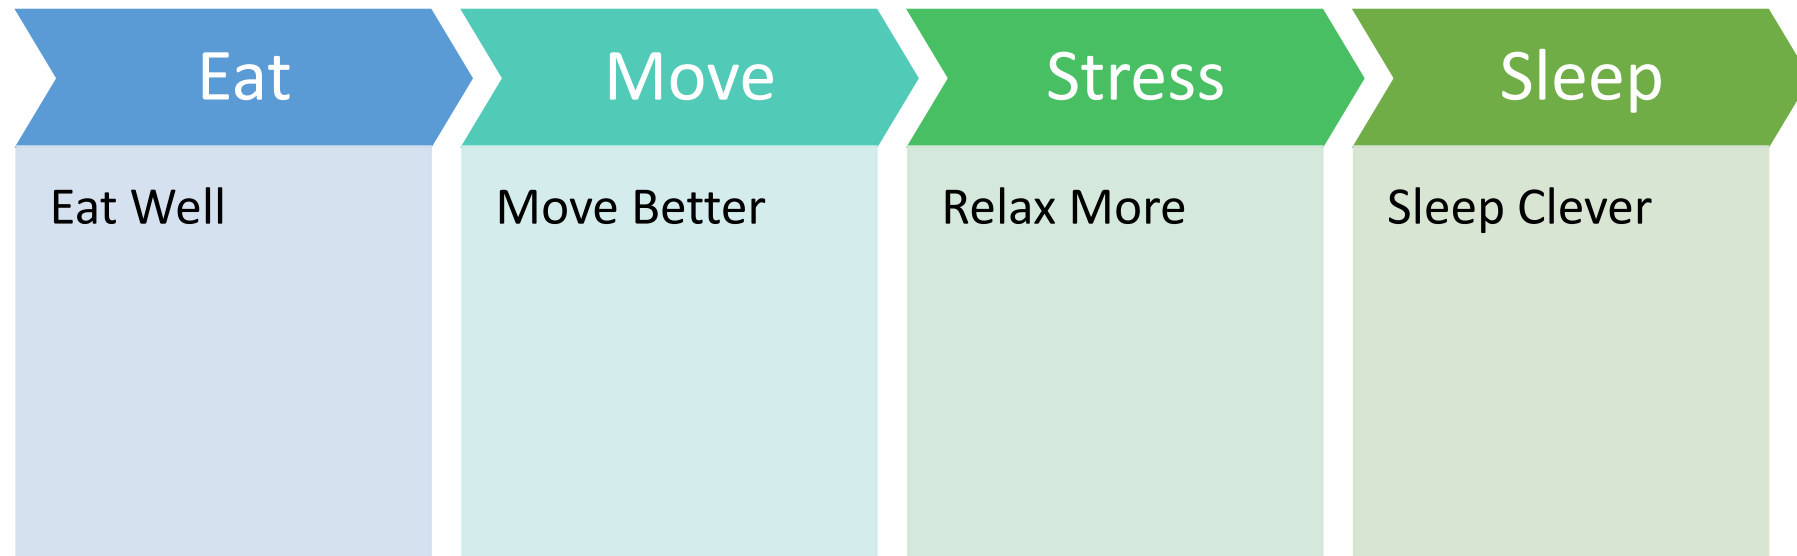 Eat
Move
Stress
Sleep
Eat Well
Move Better
Relax More
Sleep Clever